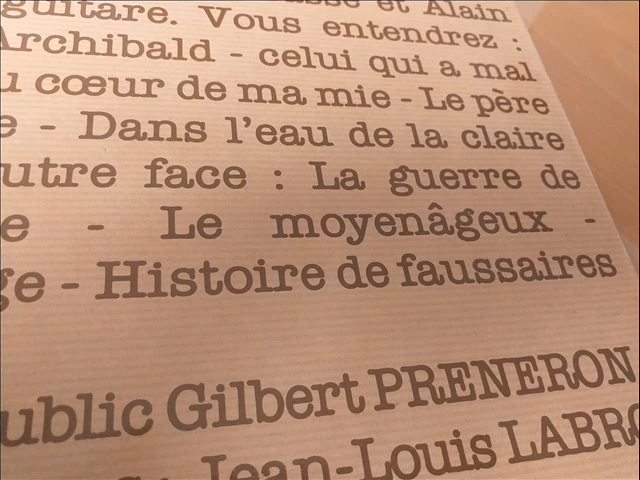 guitare. Vous entendrez :
Archibald - celui qui a mal
cœur de ma mie - Le père
e - Dans l'eau de la claire
utre face : La guerre de
e - Le moyenâgeux -
ge - Histoire de faussaires
ublic Gilbert PRENERON
Jean-Louis LABRO